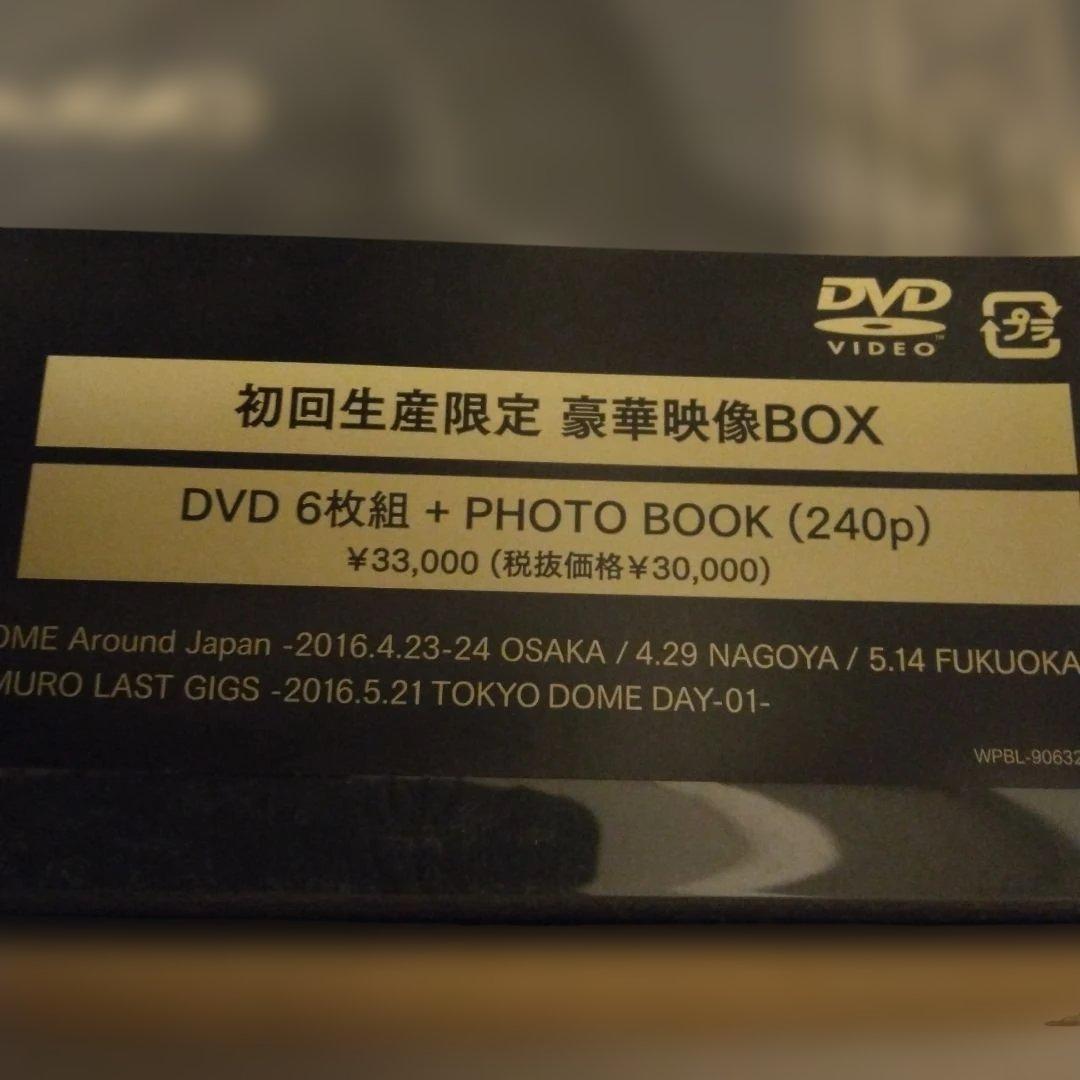 DVD
VIDEO
プラ
初回生産限定 豪華映像BOX
DVD 6枚組 + PHOTO BOOK (240p)
¥33,000 (税抜価格¥30,000)
OME Around Japan -2016.4.23-24 OSAKA / 4.29 NAGOYA / 5.14 FUKUOKA
MURO LAST GIGS -2016.5.21 TOKYO DOME DAY-01-
WPBL-90632